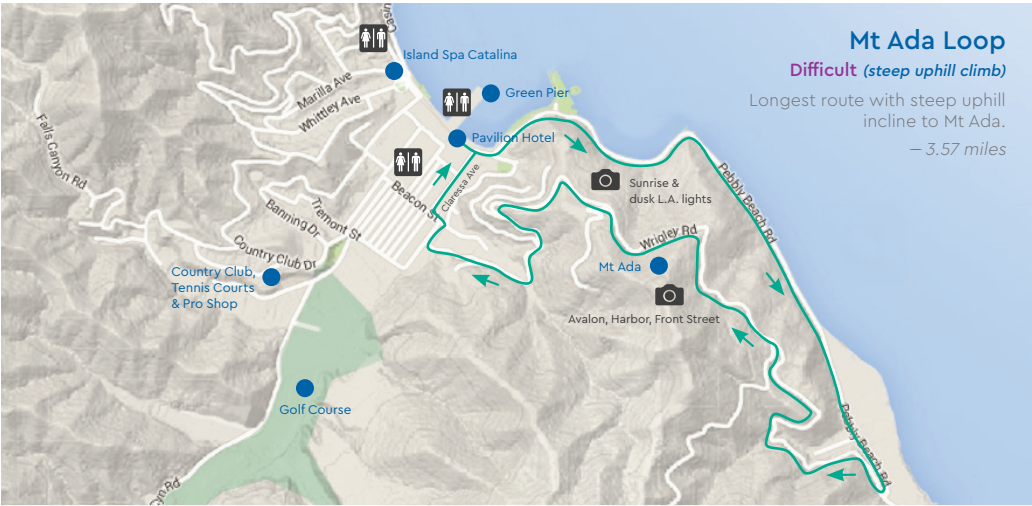 Mt Ada Loop
Difficult (steep uphill climb)
Longest route with steep uphill
incline to Mt Ada.
– 3.57 miles
Island Spa Catalina
Green Pier
Pavilion Hotel
Marilla Ave
Whittley Ave
Falls Canyon Rd
Beacon St
Claressa Ave
Tremont St
Banning Dr
Country Club Dr
Country Club,
Tennis Courts
& Pro Shop
Golf Course
Sunrise &
dusk L.A. lights
Wrigley Rd
Mt Ada
Avalon, Harbor, Front Street
Pebbly Beach Rd
Pebbly Beach Rd
Rd